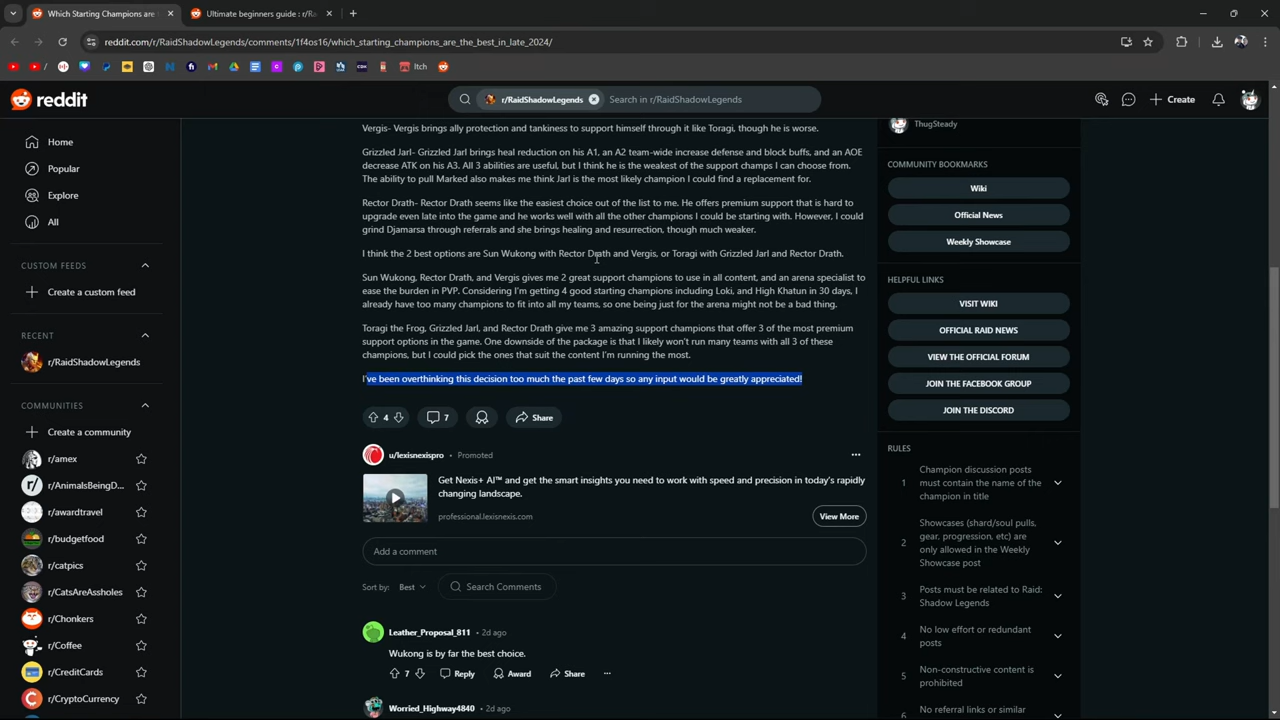 Which Starting Champions are
Ultimate beginners guide : r/Ra
reddit.com/r/RaidShadowLegends/comments/1f4os16/which_starting_champions_are_the_best_in_late_2024/
Itch
reddit
r/RaidShadowLegends
Search in r/RaidShadowLegends
Create
Home
Popular
Explore
All
CUSTOM FEEDS
Create a custom feed
RECENT
r/RaidShadowLegends
COMMUNITIES
Create a community
r/amex
r/AnimalsBeingD...
r/awardtravel
r/budgetfood
r/catpics
r/CatsAreAssholes
r/Chonkers
r/Coffee
r/CreditCards
r/CryptoCurrency
Vergis- Vergis brings ally protection and tankiness to support himself through it like Toragi, though he is worse.
Grizzled Jarl- Grizzled Jarl brings heal reduction on his A1, an A2 team-wide increase defense and block buffs, and an AOE
decrease ATK on his A3. All 3 abilities are useful, but I think he is the weakest of the support champs I can choose from.
The ability to pull Marked also makes me think Jarl is the most likely champion I could find a replacement for.
Rector Drath- Rector Drath seems like the easiest choice out of the list to me. He offers premium support that is hard to
upgrade even late into the game and he works well with all the other champions I could be starting with. However, I could
grind Djamarsa through referrals and she brings healing and resurrection, though much weaker.
I think the 2 best options are Sun Wukong with Rector Drath and Vergis, or Toragi with Grizzled Jarl and Rector Drath.
Sun Wukong, Rector Drath, and Vergis gives me 2 great support champions to use in all content, and an arena specialist to
ease the burden in PVP. Considering I'm getting 4 good starting champions including Loki, and High Khatun in 30 days, I
already have too many champions to fit into all my teams, so one being just for the arena might not be a bad thing.
Toragi the Frog, Grizzled Jarl, and Rector Drath give me 3 amazing support champions that offer 3 of the most premium
support options in the game. One downside of the package is that I likely won't run many teams with all 3 of these
champions, but I could pick the ones that suit the content I'm running the most.
I've been overthinking this decision too much the past few days so any input would be greatly appreciated!
4
7
Share
u/lexisnexispro • Promoted
Get Nexis+ AI™ and get the smart insights you need to work with speed and precision in today's rapidly
changing landscape.
professional.lexisnexis.com
View More
Add a comment
Sort by: Best
Search Comments
Leather_Proposal_811 • 2d ago
Wukong is by far the best choice.
7
Reply
Award
Share
Worried_Highway4840 • 2d ago
ThugSteady
COMMUNITY BOOKMARKS
Wiki
Official News
Weekly Showcase
HELPFUL LINKS
VISIT WIKI
OFFICIAL RAID NEWS
VIEW THE OFFICIAL FORUM
JOIN THE FACEBOOK GROUP
JOIN THE DISCORD
RULES
1
Champion discussion posts
must contain the name of the
champion in title
2
Showcases (shard/soul pulls,
gear, progression, etc) are
only allowed in the Weekly
Showcase post
3
Posts must be related to Raid:
Shadow Legends
4
No low effort or redundant
posts
5
Non-constructive content is
prohibited
6
No referral links or similar